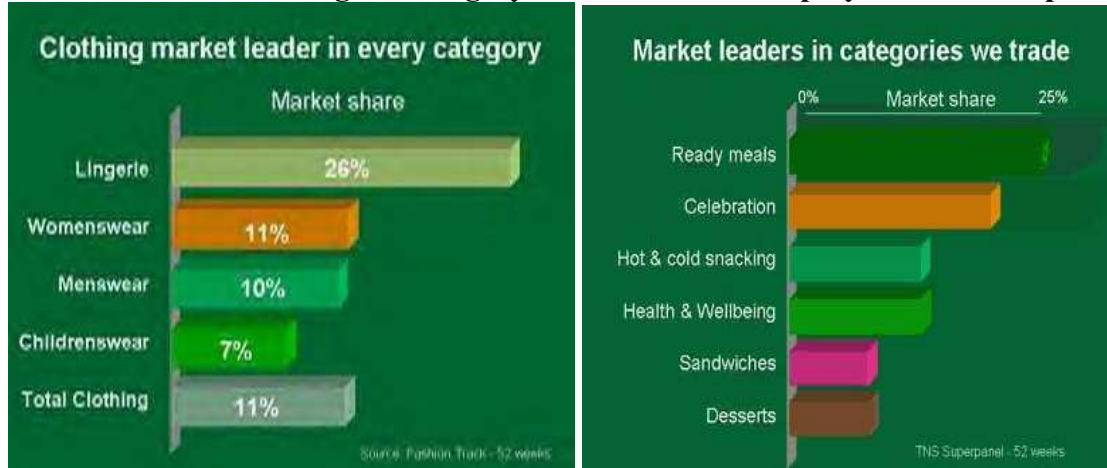 Clothing market leader in every category
Market share
Lingerie 26%
Womenswear 11%
Menswear 10%
Childrenswear 7%
Total Clothing 11%
Source: Fashion Track - 52 weeks
Market leaders in categories we trade
0% Market share 25%
Ready meals
Celebration
Hot & cold snacking
Health & Wellbeing
Sandwiches
Desserts
TNS Superpanel - 52 weeks